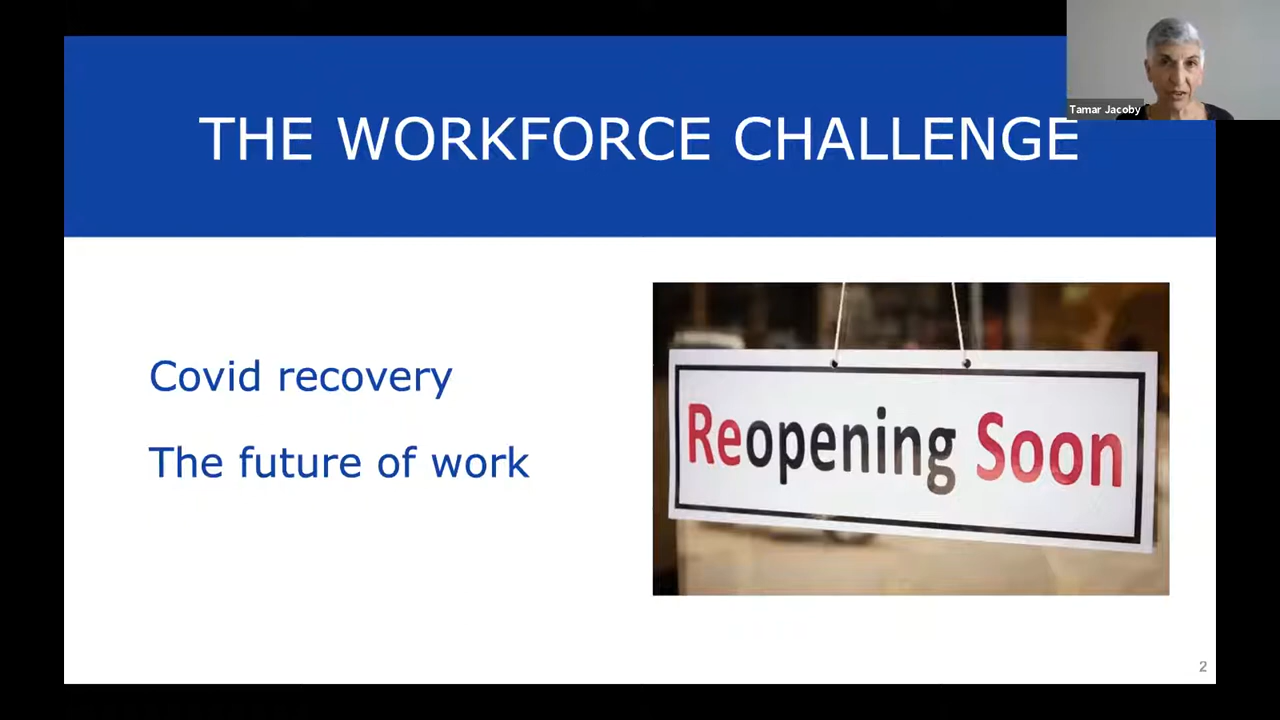 THE WORKFORCE CHALLENGE
Tamar Jacoby
Covid recovery
The future of work
Reopening Soon
2